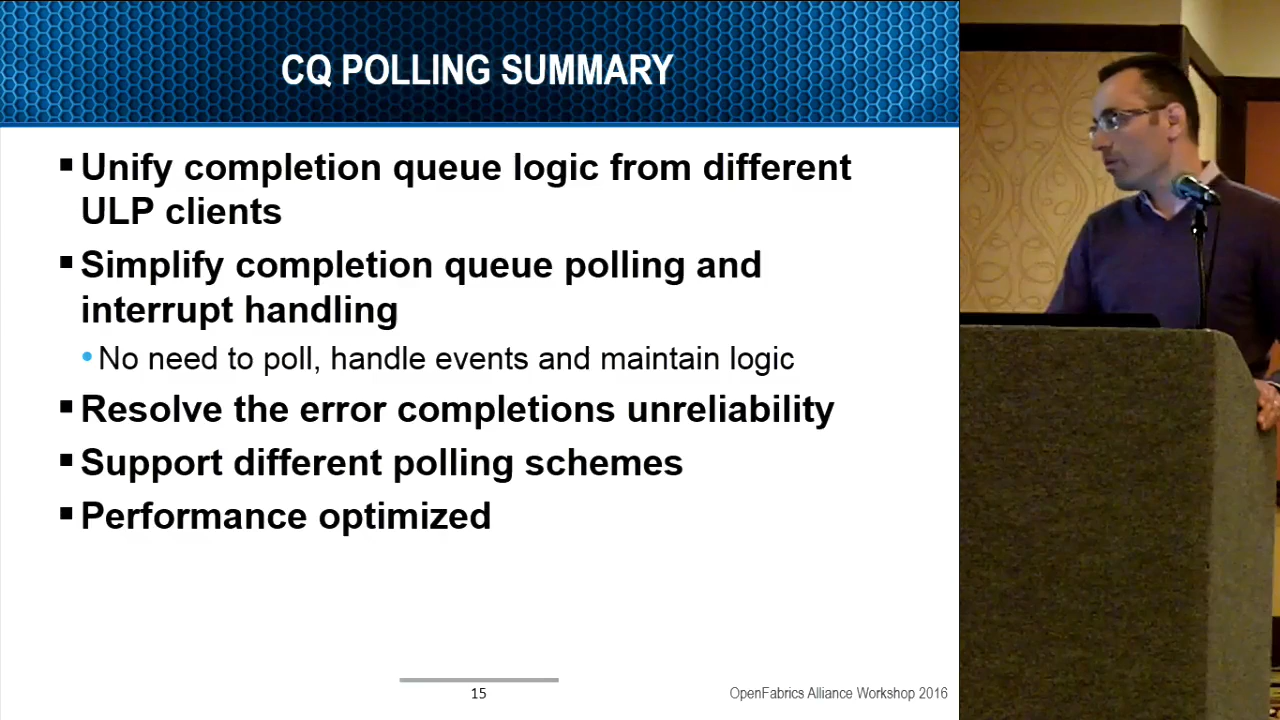 CQ POLLING SUMMARY
Unify completion queue logic from different
ULP clients
Simplify completion queue polling and
interrupt handling
No need to poll, handle events and maintain logic
Resolve the error completions unreliability
Support different polling schemes
Performance optimized
15
OpenFabrics Alliance Workshop 2016